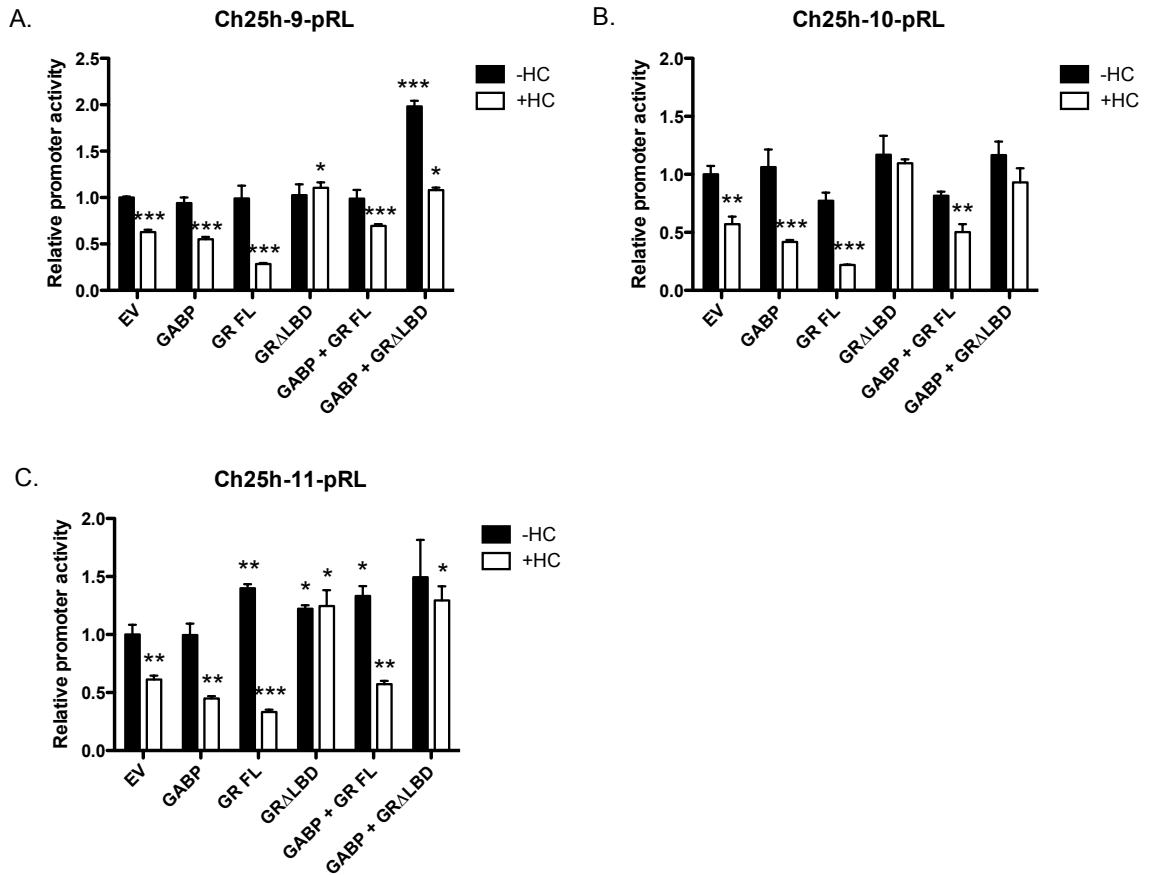 A.
Ch25h-9-pRL
Relative promoter activity
2.5
2.0
1.5
1.0
0.5
0.0
***
***
***
*
***
***
*
EV
GABP
GR FL
GRΔLBD
GABP + GR FL
GABP + GRΔLBD
-HC
+HC
B.
Ch25h-10-pRL
Relative promoter activity
2.0
1.5
1.0
0.5
0.0
**
***
***
**
EV
GABP
GR FL
GRΔLBD
GABP + GR FL
GABP + GRΔLBD
-HC
+HC
C.
Ch25h-11-pRL
Relative promoter activity
2.0
1.5
1.0
0.5
0.0
**
**
**
***
*
*
*
**
*
EV
GABP
GR FL
GRΔLBD
GABP + GR FL
GABP + GRΔLBD
-HC
+HC